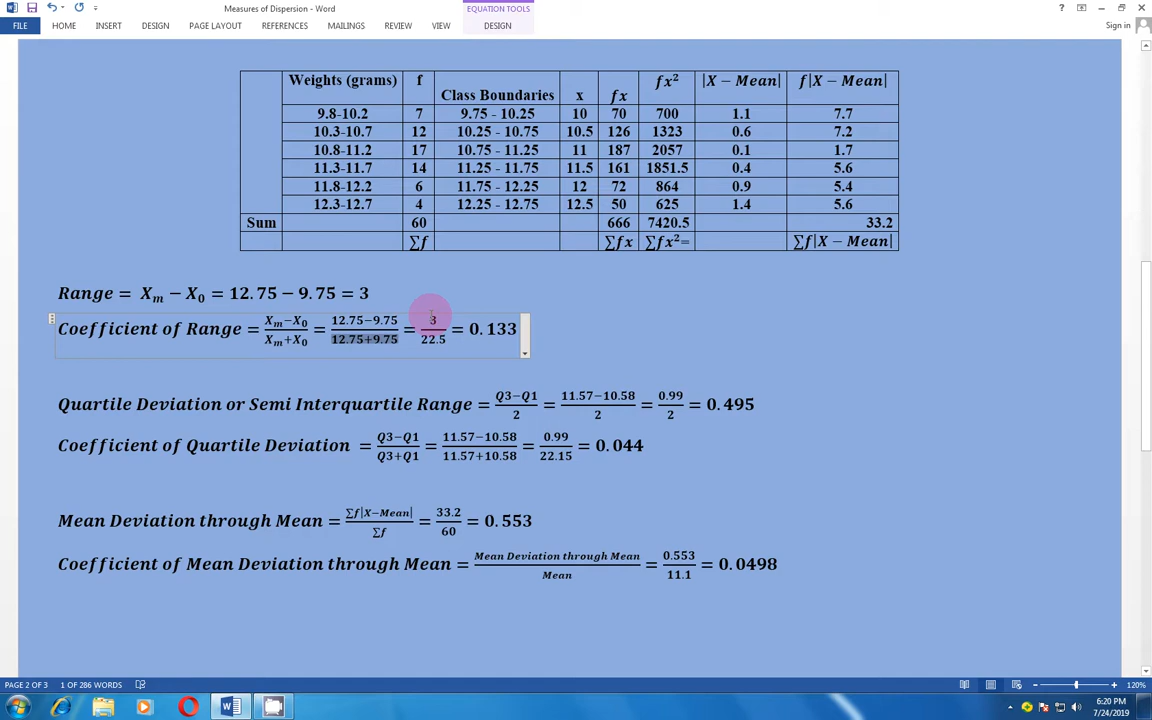 Measures of Dispersion - Word
EQUATION TOOLS
?
FILE HOME INSERT DESIGN PAGE LAYOUT REFERENCES MAILINGS REVIEW VIEW DESIGN Sign in
Weights (grams) f Class Boundaries x fx fx² |X − Mean| f|X − Mean|
9.8-10.2 7 9.75 - 10.25 10 70 700 1.1 7.7
10.3-10.7 12 10.25 - 10.75 10.5 126 1323 0.6 7.2
10.8-11.2 17 10.75 - 11.25 11 187 2057 0.1 1.7
11.3-11.7 14 11.25 - 11.75 11.5 161 1851.5 0.4 5.6
11.8-12.2 6 11.75 - 12.25 12 72 864 0.9 5.4
12.3-12.7 4 12.25 - 12.75 12.5 50 625 1.4 5.6
Sum 60 666 7420.5 33.2
∑f ∑fx ∑fx²= ∑f|X − Mean|
Range = Xₘ − X₀ = 12.75 − 9.75 = 3
Coefficient of Range = (Xₘ−X₀)/(Xₘ+X₀) = (12.75−9.75)/(12.75+9.75) = 3/22.5 = 0.133
Quartile Deviation or Semi Interquartile Range = (Q3−Q1)/2 = (11.57−10.58)/2 = 0.99/2 = 0.495
Coefficient of Quartile Deviation = (Q3−Q1)/(Q3+Q1) = (11.57−10.58)/(11.57+10.58) = 0.99/22.15 = 0.044
Mean Deviation through Mean = ∑f|X−Mean|/∑f = 33.2/60 = 0.553
Coefficient of Mean Deviation through Mean = Mean Deviation through Mean/Mean = 0.553/11.1 = 0.0498
PAGE 2 OF 3 1 OF 286 WORDS 120%
6:20 PM
7/24/2019